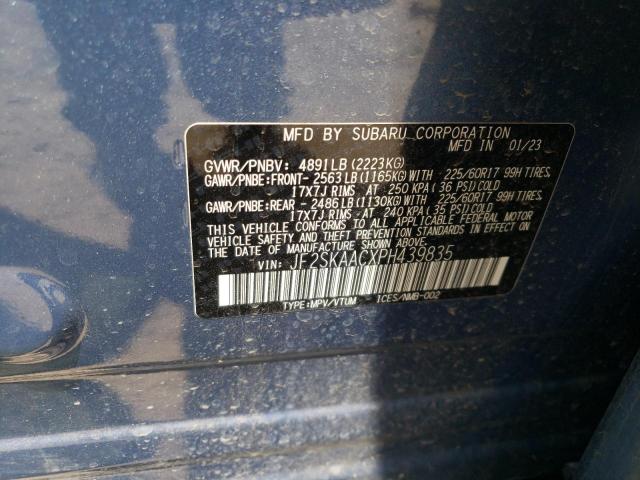 MFD BY SUBARU CORPORATION
MFD IN 01/23
GVWR/PNBV: 4891LB (2223KG)
GAWR/PNBE:FRONT- 2563LB (1165KG)WITH 225/60R17 99H TIRES,
17X7J RIMS, AT 250 KPA (36 PSI)COLD
GAWR/PNBE:REAR - 2486LB (1130KG)WITH 225/60R17 99H TIRES,
17X7J RIMS, AT 240 KPA (35 PSI)COLD
THIS VEHICLE CONFORMS TO ALL APPLICABLE FEDERAL MOTOR
VEHICLE SAFETY AND THEFT PREVENTION STANDARDS IN
EFFECT ON THE DATE OF MANUFACTURE SHOWN ABOVE.
VIN: JF2SKAACXPH439835
TYPE:MPV/VTUM ICES/NMB-002